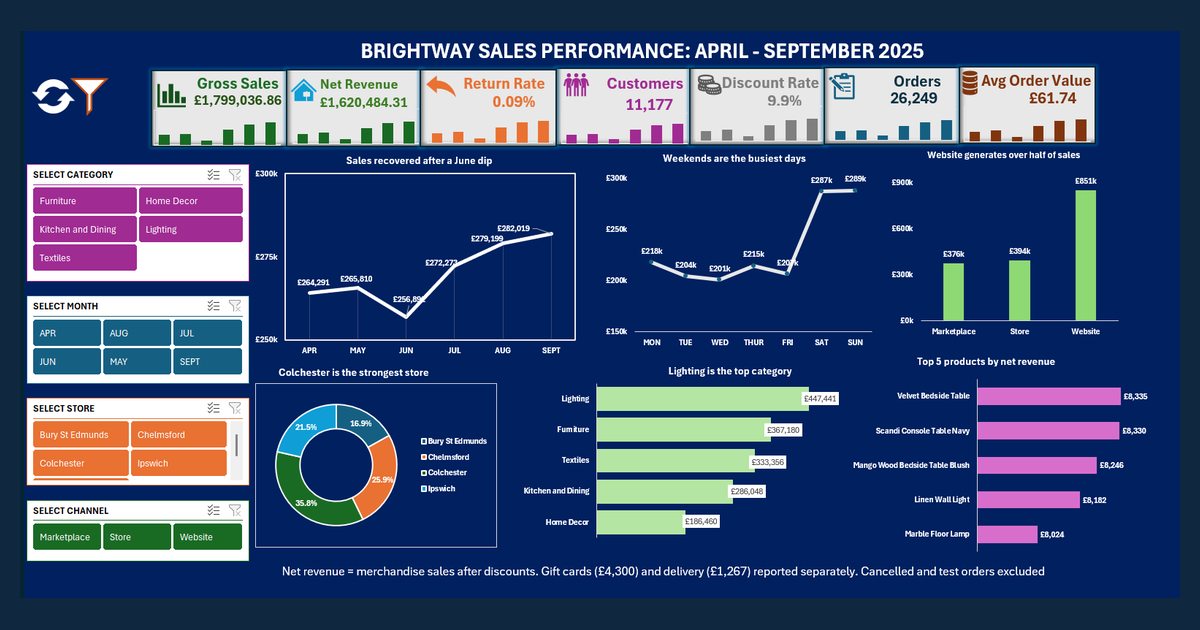 BRIGHTWAY SALES PERFORMANCE: APRIL - SEPTEMBER 2025
Gross Sales
£1,799,036.86
Net Revenue
£1,620,484.31
Return Rate
0.09%
Customers
11,177
Discount Rate
9.9%
Orders
26,249
Avg Order Value
£61.74
SELECT CATEGORY
Furniture
Home Decor
Kitchen and Dining
Lighting
Textiles
SELECT MONTH
APR
AUG
JUL
JUN
MAY
SEPT
SELECT STORE
Bury St Edmunds
Chelmsford
Colchester
Ipswich
SELECT CHANNEL
Marketplace
Store
Website
Sales recovered after a June dip
£300k
£275k
£250k
£264,291
£265,810
£272,272
£279,199
£282,019
APR
MAY
JUN
JUL
AUG
SEPT
Weekends are the busiest days
£300k
£250k
£200k
£150k
£218k
£204k
£201k
£215k
£287k
£289k
MON
TUE
WED
THUR
FRI
SAT
SUN
Website generates over half of sales
£900k
£600k
£300k
£0k
£376k
£394k
£851k
Marketplace
Store
Website
Colchester is the strongest store
21.5%
16.9%
25.9%
35.8%
Bury St Edmunds
Chelmsford
Colchester
Ipswich
Lighting is the top category
Lighting
£447,441
Furniture
£367,180
Textiles
£333,356
Kitchen and Dining
£286,048
Home Decor
£186,460
Top 5 products by net revenue
Velvet Bedside Table
£8,335
Scandi Console Table Navy
£8,330
Mango Wood Bedside Table Blush
£8,246
Linen Wall Light
£8,182
Marble Floor Lamp
£8,024
Net revenue = merchandise sales after discounts. Gift cards (£4,300) and delivery (£1,267) reported separately. Cancelled and test orders excluded